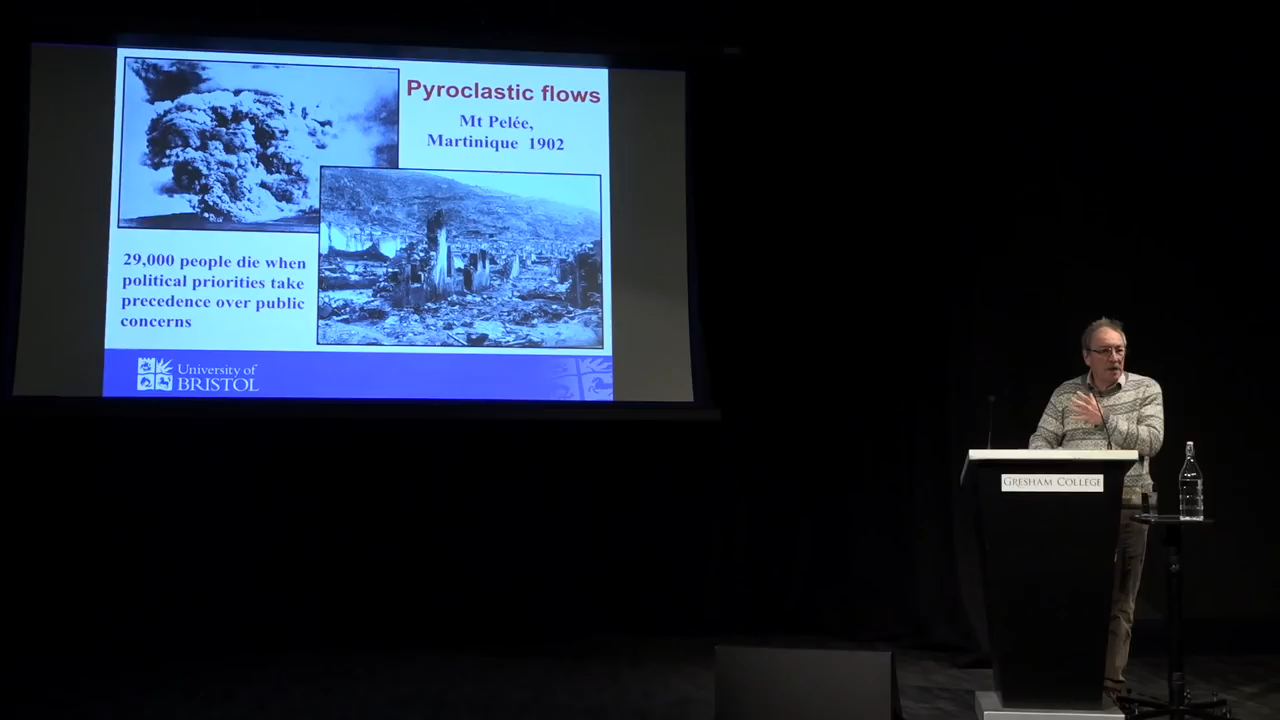 Pyroclastic flows
Mt Pelée,
Martinique 1902
29,000 people die when
political priorities take
precedence over public
concerns
University of
BRISTOL
GRESHAM COLLEGE